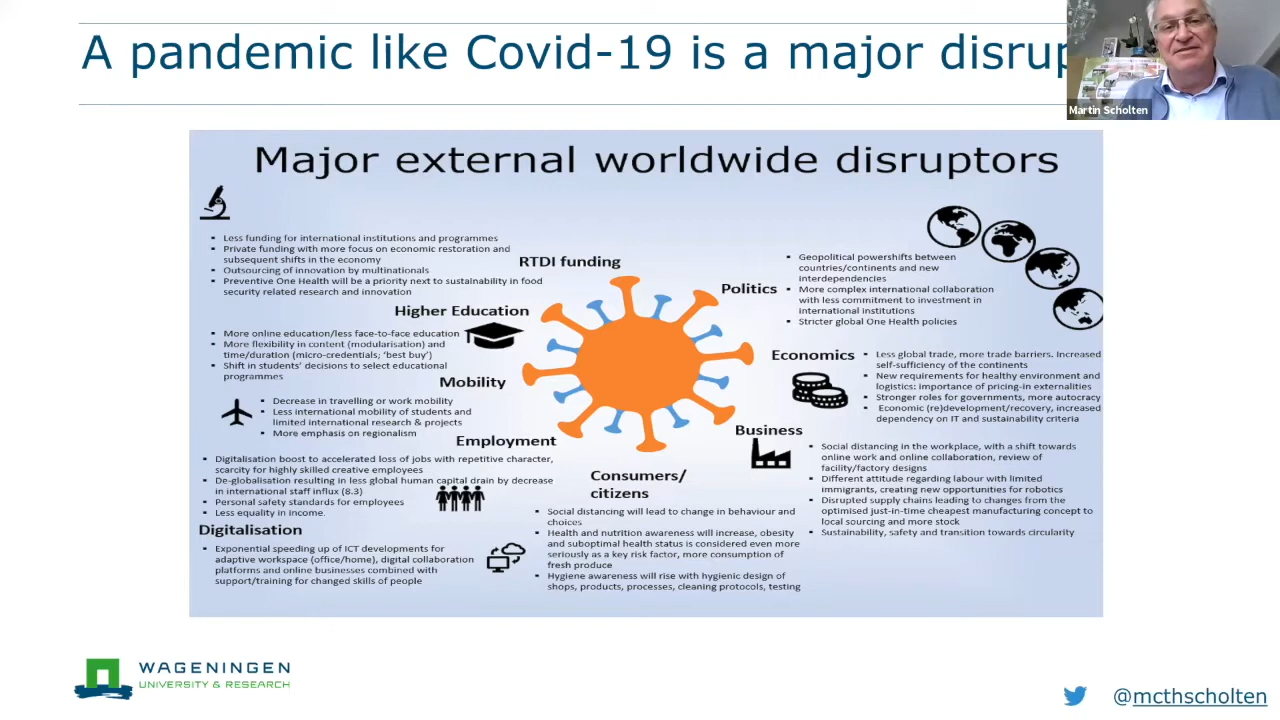 A pandemic like Covid-19 is a major disrup
Martin Scholten
Major external worldwide disruptors
▪ Less funding for international institutions and programmes
▪ Private funding with more focus on economic restoration and
subsequent shifts in the economy
▪ Outsourcing of innovation by multinationals
▪ Preventive One Health will be a priority next to sustainability in food
security related research and innovation
RTDI funding
Higher Education
▪ More online education/less face-to-face education
▪ More flexibility in content (modularisation) and
time/duration (micro-credentials; ‘best buy’)
▪ Shift in students’ decisions to select educational
programmes
Mobility
▪ Decrease in travelling or work mobility
▪ Less international mobility of students and
limited international research & projects
▪ More emphasis on regionalism
Employment
▪ Digitalisation boost to accelerated loss of jobs with repetitive character,
scarcity for highly skilled creative employees
▪ De-globalisation resulting in less global human capital drain by decrease
in international staff influx (8.3)
▪ Personal safety standards for employees
▪ Less equality in income.
Digitalisation
▪ Exponential speeding up of ICT developments for
adaptive workspace (office/home), digital collaboration
platforms and online businesses combined with
support/training for changed skills of people
Consumers/
citizens
▪ Social distancing will lead to change in behaviour and
choices
▪ Health and nutrition awareness will increase, obesity
and suboptimal health status is considered even more
seriously as a key risk factor, more consumption of
fresh produce
▪ Hygiene awareness will rise with hygienic design of
shops, products, processes, cleaning protocols, testing
Politics
▪ Geopolitical powershifts between
countries/continents and new
interdependencies
▪ More complex international collaboration
with less commitment to investment in
international institutions
▪ Stricter global One Health policies
Economics
▪ Less global trade, more trade barriers. Increased
self-sufficiency of the continents
▪ New requirements for healthy environment and
logistics: importance of pricing-in externalities
▪ Stronger roles for governments, more autocracy
▪ Economic (re)development/recovery, increased
dependency on IT and sustainability criteria
Business
▪ Social distancing in the workplace, with a shift towards
online work and online collaboration, review of
facility/factory designs
▪ Different attitude regarding labour with limited
immigrants, creating new opportunities for robotics
▪ Disrupted supply chains leading to changes from the
optimised just-in-time cheapest manufacturing concept to
local sourcing and more stock
▪ Sustainability, safety and transition towards circularity
WAGENINGEN
UNIVERSITY & RESEARCH
@mcthscholten